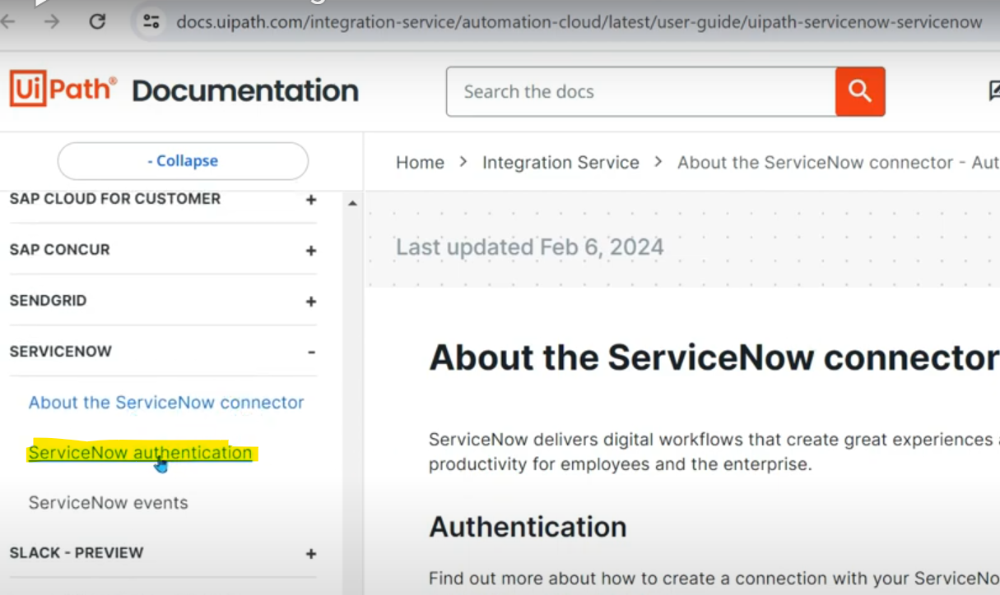 docs.uipath.com/integration-service/automation-cloud/latest/user-guide/uipath-servicenow-servicenow
UiPath® Documentation
Search the docs
- Collapse
Home > Integration Service > About the ServiceNow connector - Aut
SAP CLOUD FOR CUSTOMER +
SAP CONCUR +
SENDGRID +
SERVICENOW -
About the ServiceNow connector
ServiceNow authentication
ServiceNow events
SLACK - PREVIEW +
Last updated Feb 6, 2024
About the ServiceNow connector
ServiceNow delivers digital workflows that create great experiences
productivity for employees and the enterprise.
Authentication
Find out more about how to create a connection with your ServiceNo